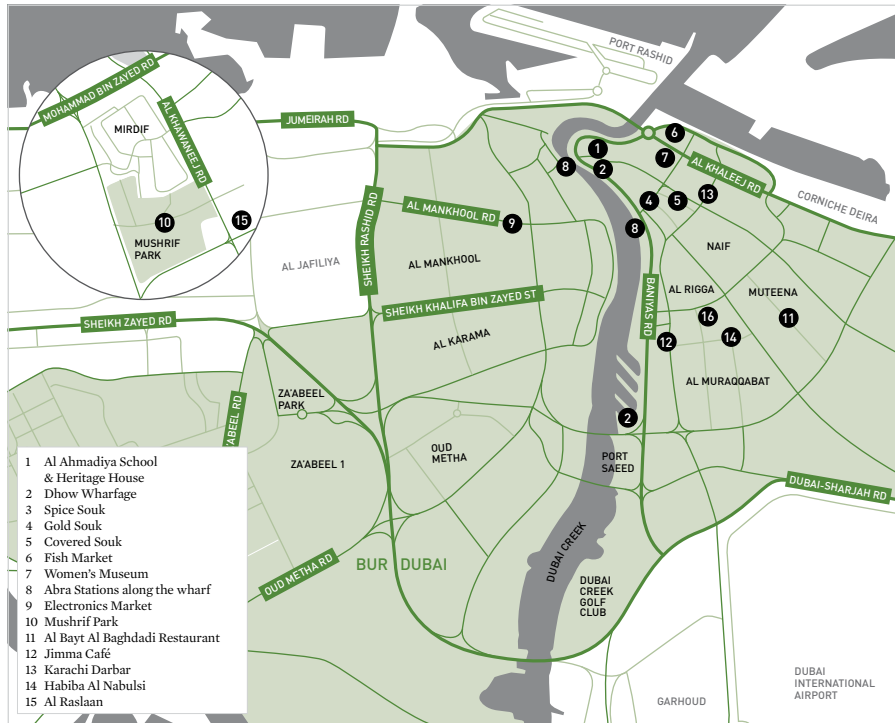 PORT RASHID
MOHAMMAD BIN ZAYED RD
MIRDIF
AL KHAWANEEJ RD
10
MUSHRIF
PARK
15
JUMEIRAH RD
6
1
7
8
2
AL KHALEEJ RD
4
5
13
CORNICHE DEIRA
SHEIKH RASHID RD
AL MANKHOOL RD
9
8
AL JAFILIYA
AL MANKHOOL
NAIF
BANIYAS RD
AL RIGGA
MUTEENA
SHEIKH KHALIFA BIN ZAYED ST
SHEIKH ZAYED RD
16
11
AL KARAMA
12
14
AL MURAQQABAT
ZA'ABEEL
PARK
'ABEEL RD
2
OUD
METHA
ZA'ABEEL 1
PORT
SAEED
DUBAI-SHARJAH RD
DUBAI CREEK
OUD METHA RD
BUR DUBAI
DUBAI
CREEK
GOLF
CLUB
GARHOUD
DUBAI
INTERNATIONAL
AIRPORT
1 Al Ahmadiya School
& Heritage House
2 Dhow Wharfage
3 Spice Souk
4 Gold Souk
5 Covered Souk
6 Fish Market
7 Women's Museum
8 Abra Stations along the wharf
9 Electronics Market
10 Mushrif Park
11 Al Bayt Al Baghdadi Restaurant
12 Jimma Café
13 Karachi Darbar
14 Habiba Al Nabulsi
15 Al Raslaan